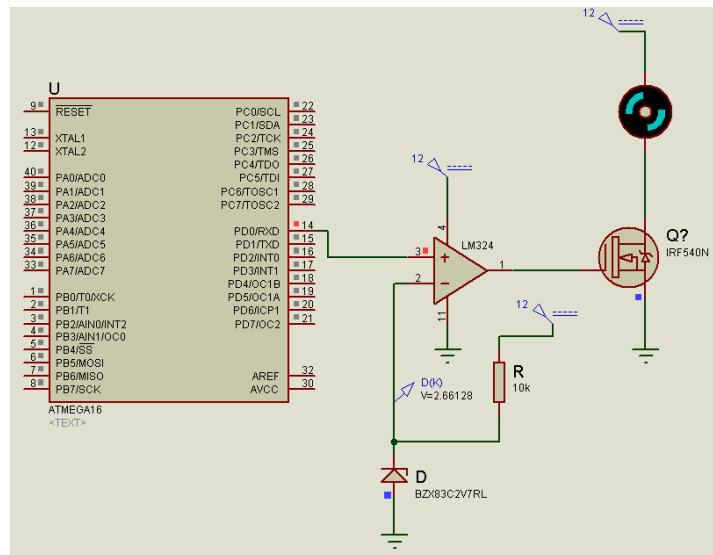 12
U
9 RESET
13 XTAL1
12 XTAL2
40 PA0/ADC0
39 PA1/ADC1
38 PA2/ADC2
37 PA3/ADC3
36 PA4/ADC4
35 PA5/ADC5
34 PA6/ADC6
33 PA7/ADC7
1 PB0/T0/XCK
2 PB1/T1
3 PB2/AIN0/INT2
4 PB3/AIN1/OC0
5 PB4/SS
6 PB5/MOSI
7 PB6/MISO
8 PB7/SCK
PC0/SCL 22
PC1/SDA 23
PC2/TCK 24
PC3/TMS 25
PC4/TDO 26
PC5/TDI 27
PC6/TOSC1 28
PC7/TOSC2 29
PD0/RXD 14
PD1/TXD 15
PD2/INT0 16
PD3/INT1 17
PD4/OC1B 18
PD5/OC1A 19
PD6/ICP1 20
PD7/OC2 21
AREF 32
AVCC 30
ATMEGA16
<TEXT>
12
4
LM324
3
2
1
11
Q?
IRF540N
12
R
10k
D(K)
V=2.66128
D
BZX83C2V7RL